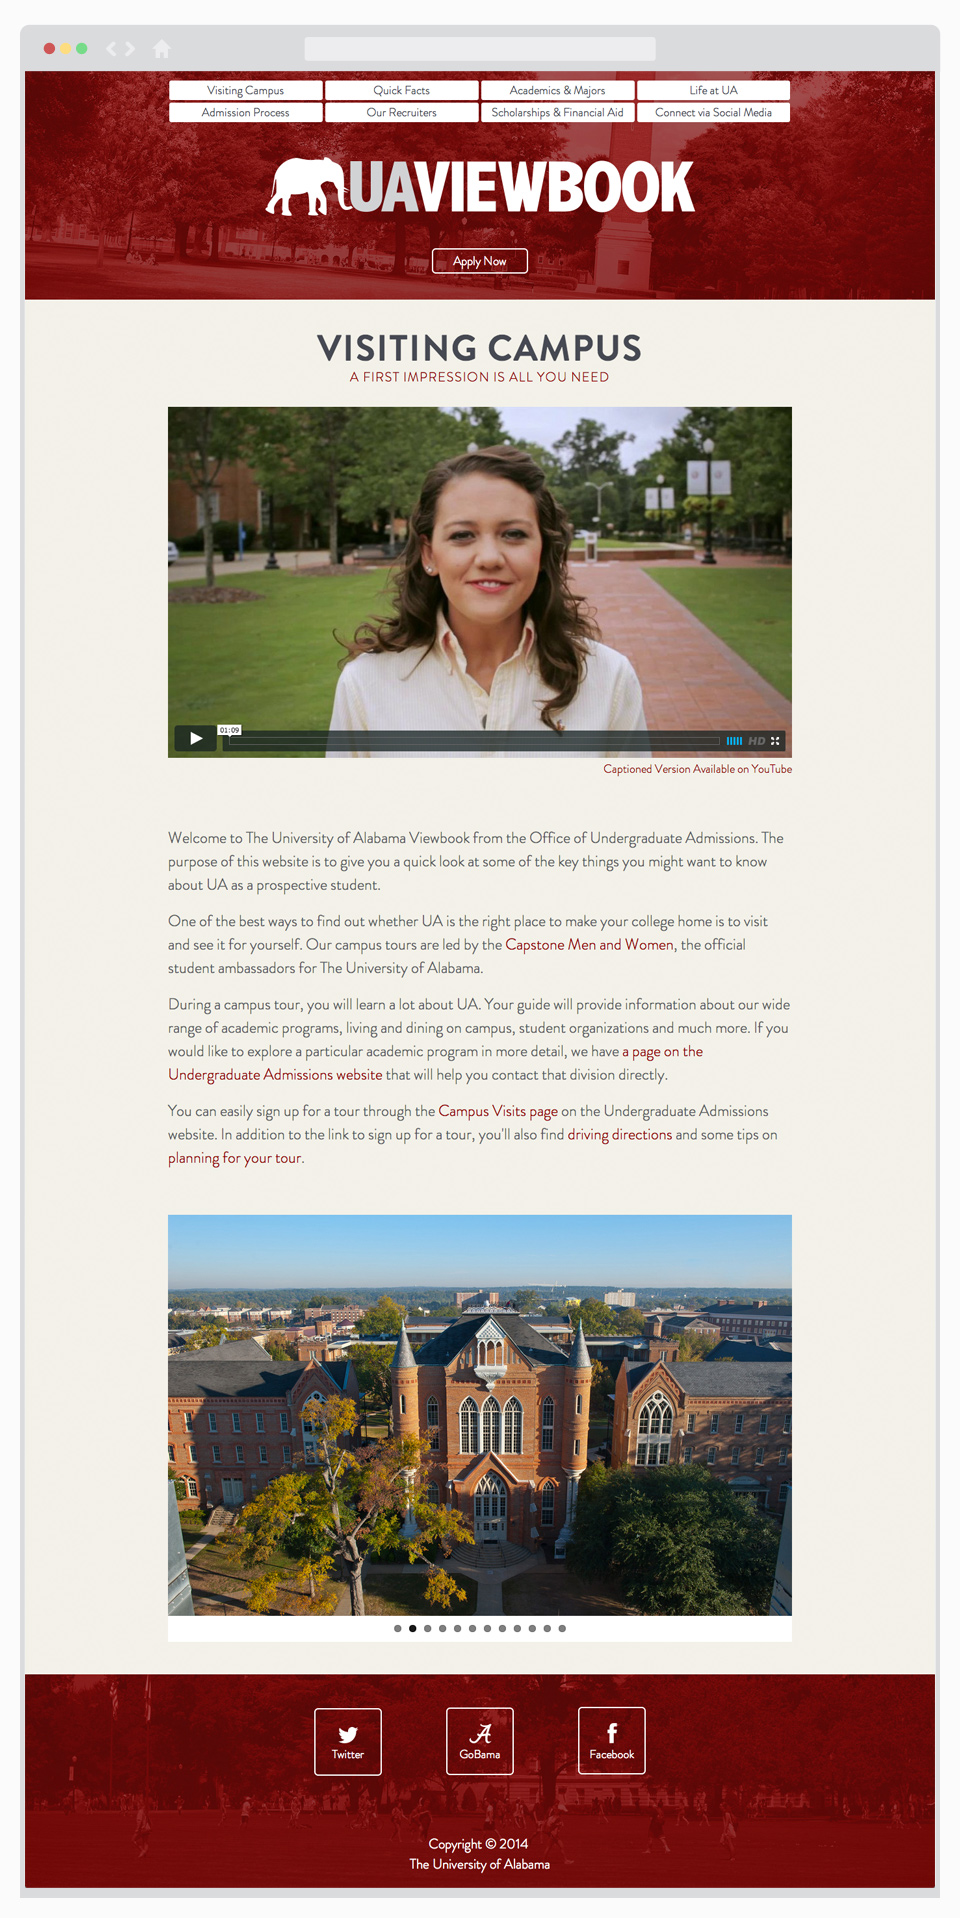 Visiting Campus Quick Facts Academics & Majors Life at UA
Admission Process Our Recruiters Scholarships & Financial Aid Connect via Social Media
UAVIEWBOOK
Apply Now
VISITING CAMPUS
A FIRST IMPRESSION IS ALL YOU NEED
01:09
HD
Captioned Version Available on YouTube
Welcome to The University of Alabama Viewbook from the Office of Undergraduate Admissions. The
purpose of this website is to give you a quick look at some of the key things you might want to know
about UA as a prospective student.
One of the best ways to find out whether UA is the right place to make your college home is to visit
and see it for yourself. Our campus tours are led by the Capstone Men and Women, the official
student ambassadors for The University of Alabama.
During a campus tour, you will learn a lot about UA. Your guide will provide information about our wide
range of academic programs, living and dining on campus, student organizations and much more. If you
would like to explore a particular academic program in more detail, we have a page on the
Undergraduate Admissions website that will help you contact that division directly.
You can easily sign up for a tour through the Campus Visits page on the Undergraduate Admissions
website. In addition to the link to sign up for a tour, you'll also find driving directions and some tips on
planning for your tour.
Twitter GoBama Facebook
Copyright © 2014
The University of Alabama